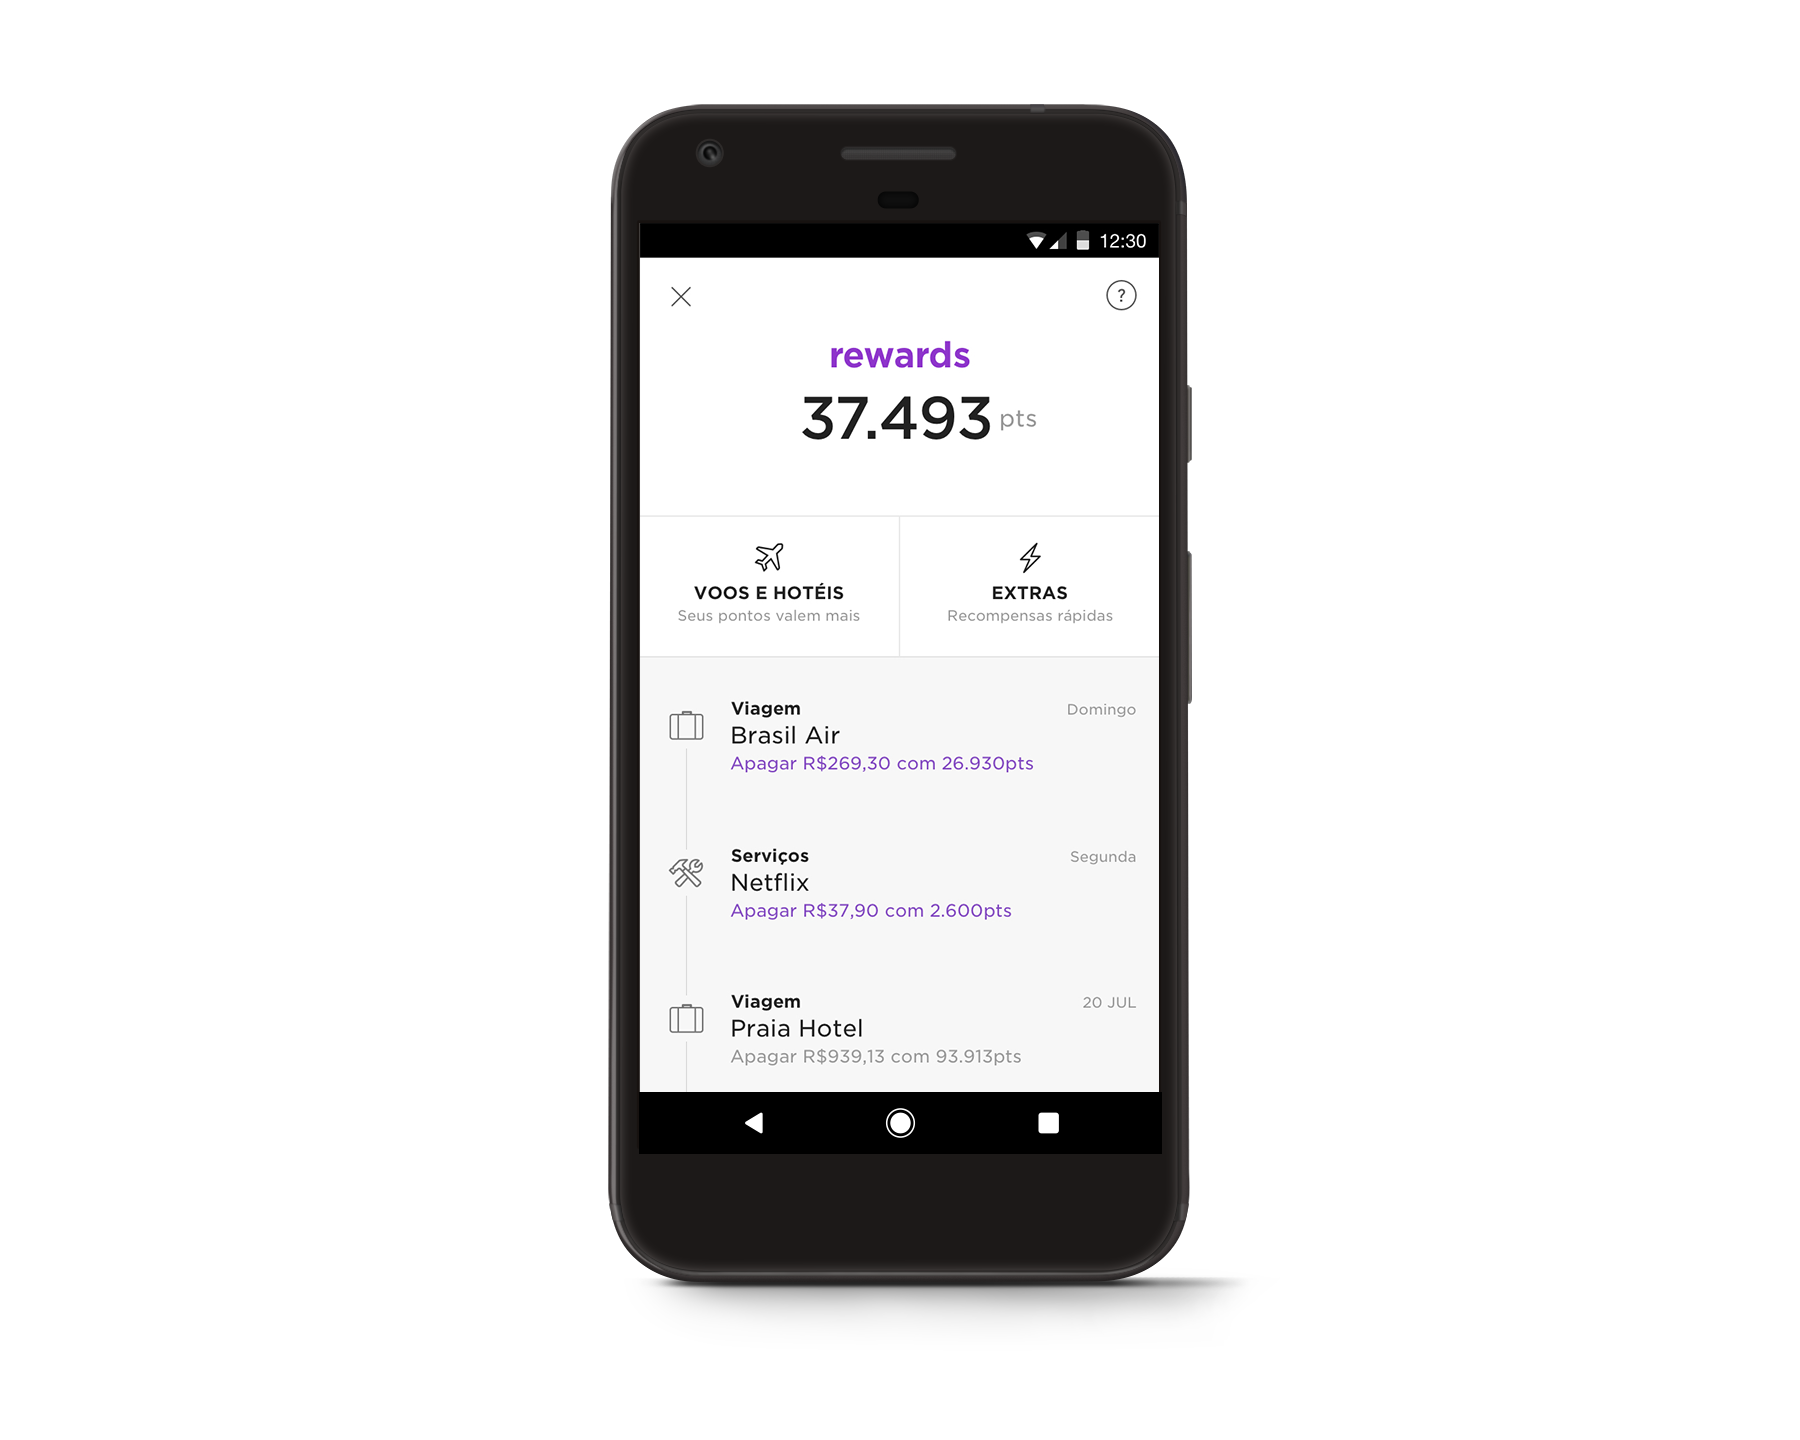 12:30
?
rewards
37.493 pts
VOOS E HOTÉIS
Seus pontos valem mais
EXTRAS
Recompensas rápidas
Viagem
Domingo
Brasil Air
Apagar R$269,30 com 26.930pts
Serviços
Segunda
Netflix
Apagar R$37,90 com 2.600pts
Viagem
20 JUL
Praia Hotel
Apagar R$939,13 com 93.913pts